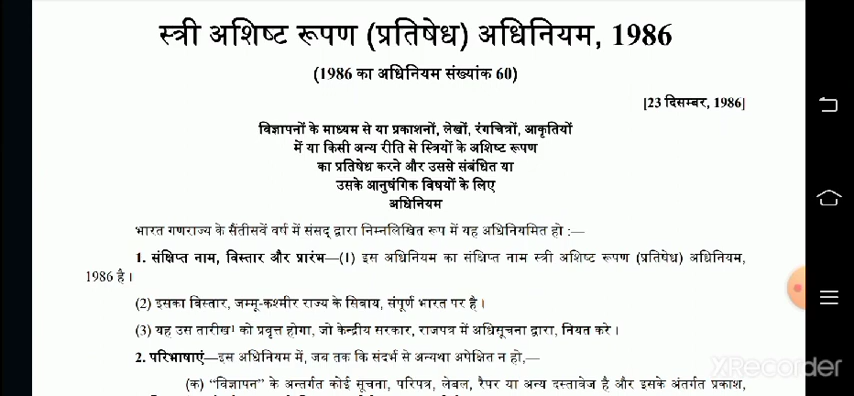 स्त्री अशिष्ट रूपण (प्रतिषेध) अधिनियम, 1986
(1986 का अधिनियम संख्यांक 60)
[23 दिसम्बर, 1986]
विज्ञापनों के माध्यम से या प्रकाशनों, लेखों, रंगचित्रों, आकृतियों
में या किसी अन्य रीति से स्त्रियों के अशिष्ट रूपण
का प्रतिषेध करने और उससे संबंधित या
उसके आनुषंगिक विषयों के लिए
अधिनियम
भारत गणराज्य के सैंतीसवें वर्ष में संसद् द्वारा निम्नलिखित रूप में यह अधिनियमित हो :—
1. संक्षिप्त नाम, विस्तार और प्रारंभ—(1) इस अधिनियम का संक्षिप्त नाम स्त्री अशिष्ट रूपण (प्रतिषेध) अधिनियम,
1986 है।
(2) इसका विस्तार, जम्मू-कश्मीर राज्य के सिवाय, संपूर्ण भारत पर है।
(3) यह उस तारीख¹ को प्रवृत्त होगा, जो केन्द्रीय सरकार, राजपत्र में अधिसूचना द्वारा, नियत करे।
2. परिभाषाएं—इस अधिनियम में, जब तक कि संदर्भ से अन्यथा अपेक्षित न हो,—
(क) "विज्ञापन" के अन्तर्गत कोई सूचना, परिपत्र, लेबल, रैपर या अन्य दस्तावेज है और इसके अंतर्गत प्रकाश,
XRecorder